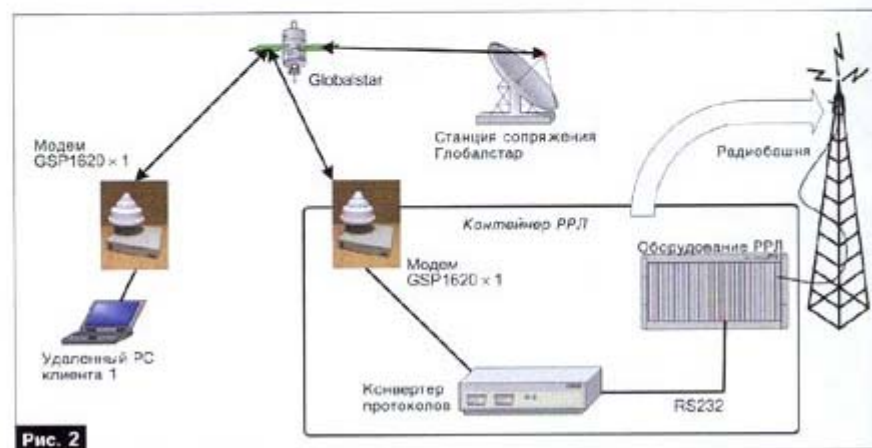 Globalstar
Станция сопряжения
Глобалстар
Радиобашня
Модем
GSP1620 × 1
Контейнер РРЛ
Оборудование РРЛ
Модем
GSP1620 × 1
Удаленный PC
клиента 1
Конвертер
протоколов
RS232
Рис. 2